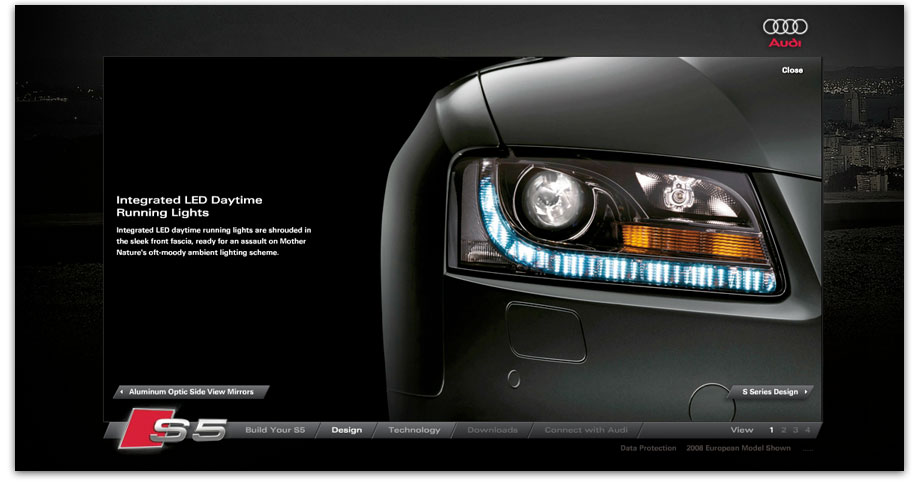 Audi
Close
Integrated LED Daytime
Running Lights
Integrated LED daytime running lights are shrouded in
the sleek front fascia, ready for an assault on Mother
Nature's oft-moody ambient lighting scheme.
Aluminum Optic Side View Mirrors
S Series Design
S5
Build Your S5 Design Technology Downloads Connect with Audi View 1 2 3 4
Data Protection 2008 European Model Shown